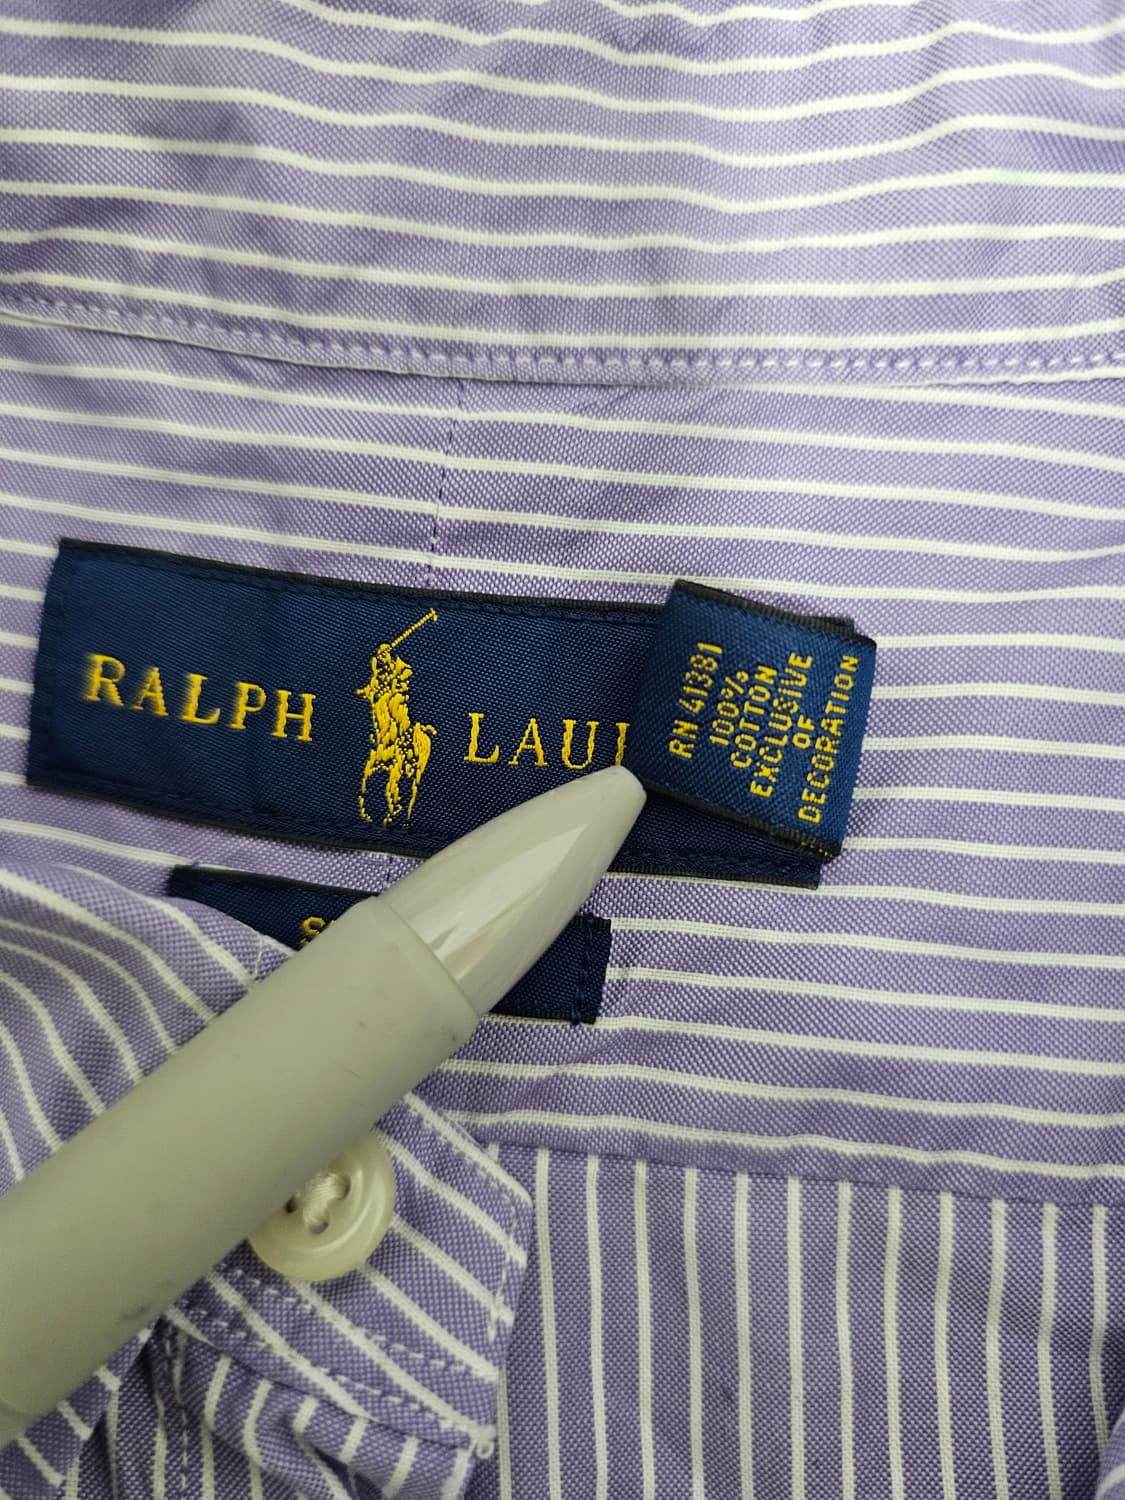 RALPH LAU
RN 41381
100%
COTTON
EXCLUSIVE
OF
DECORATION